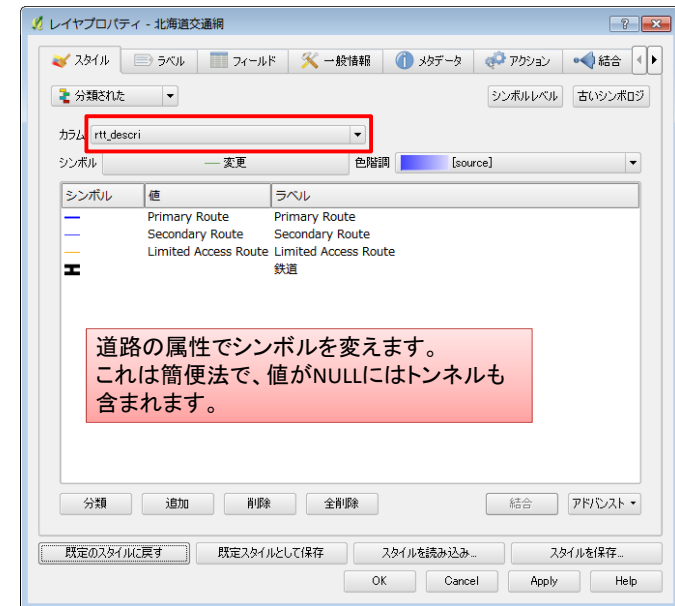 レイヤプロパティ - 北海道交通網
スタイル ラベル フィールド 一般情報 メタデータ アクション 結合
分類された シンボルレベル 古いシンボロジ
カラム rtt_descri
シンボル 変更 色階調 [source]
シンボル 値 ラベル
Primary Route Primary Route
Secondary Route Secondary Route
Limited Access Route Limited Access Route
鉄道
道路の属性でシンボルを変えます。
これは簡便法で、値がNULLにはトンネルも
含まれます。
分類 追加 削除 全削除 結合 アドバンスト
既定のスタイルに戻す 既定スタイルとして保存 スタイルを読み込み... スタイルを保存...
OK Cancel Apply Help